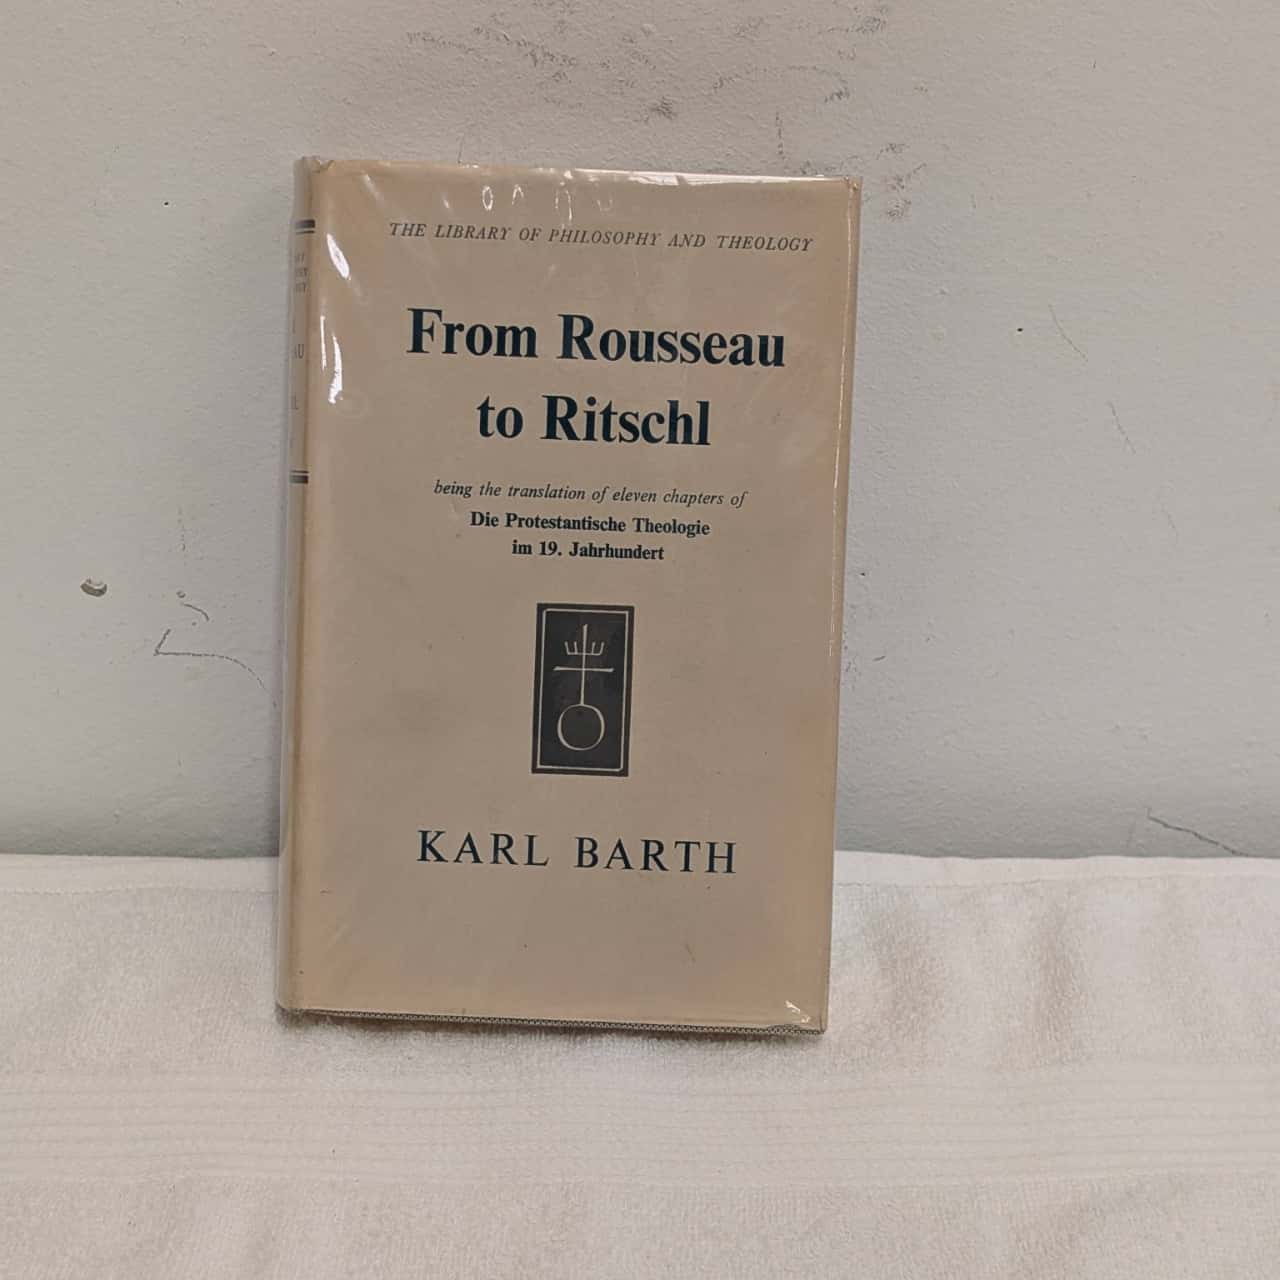 THE LIBRARY OF PHILOSOPHY AND THEOLOGY
From Rousseau
to Ritschl
being the translation of eleven chapters of
Die Protestantische Theologie
im 19. Jahrhundert
KARL BARTH